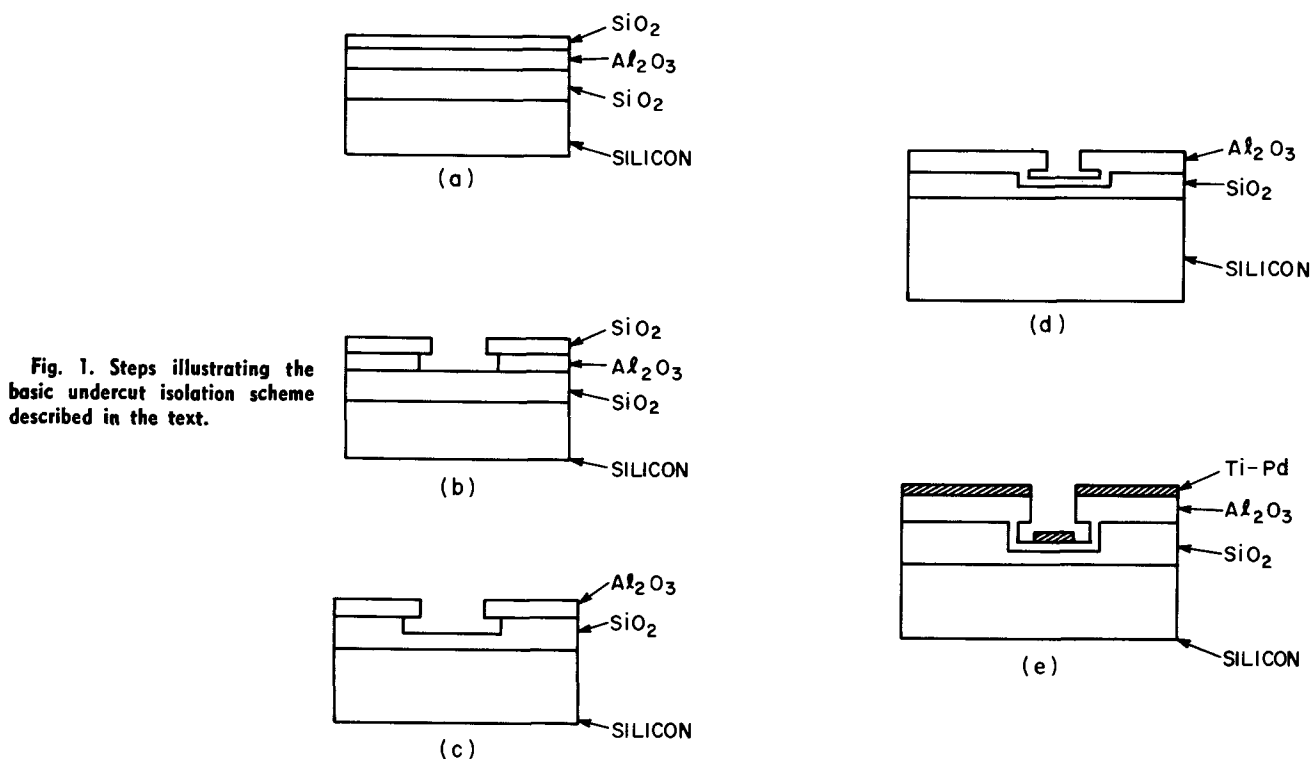 SiO2
Al2O3
SiO2
SILICON
(a)
SiO2
Al2O3
SiO2
SILICON
(b)
Al2O3
SiO2
SILICON
(c)
Al2O3
SiO2
SILICON
(d)
Ti-Pd
Al2O3
SiO2
SILICON
(e)
Fig. 1. Steps illustrating the
basic undercut isolation scheme
described in the text.